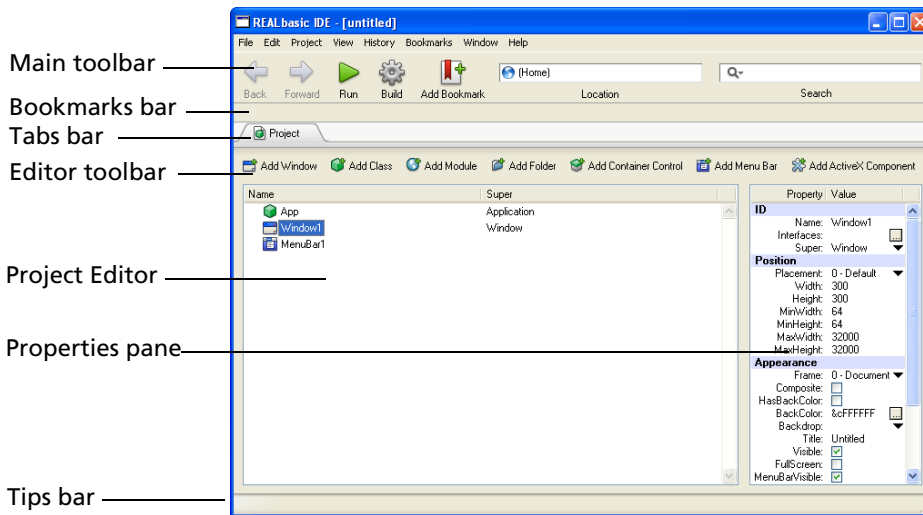 REALbasic IDE - [untitled]
File Edit Project View History Bookmarks Window Help
Main toolbar
(Home)
Back Forward Run Build Add Bookmark Location Search
Bookmarks bar
Tabs bar
Project
Editor toolbar
Add Window Add Class Add Module Add Folder Add Container Control Add Menu Bar Add ActiveX Component
Name Super
App Application
Window1 Window
MenuBar1
Project Editor
Properties pane
Tips bar
Property Value
ID
Name: Window1
Interfaces: ...
Super: Window
Position
Placement: 0 - Default
Width: 300
Height: 300
MinWidth: 64
MinHeight: 64
MaxWidth: 32000
MaxHeight: 32000
Appearance
Frame: 0 - Document
Composite:
HasBackColor:
BackColor: &cFFFFFF ...
Backdrop:
Title: Untitled
Visible:
FullScreen:
MenuBarVisible: